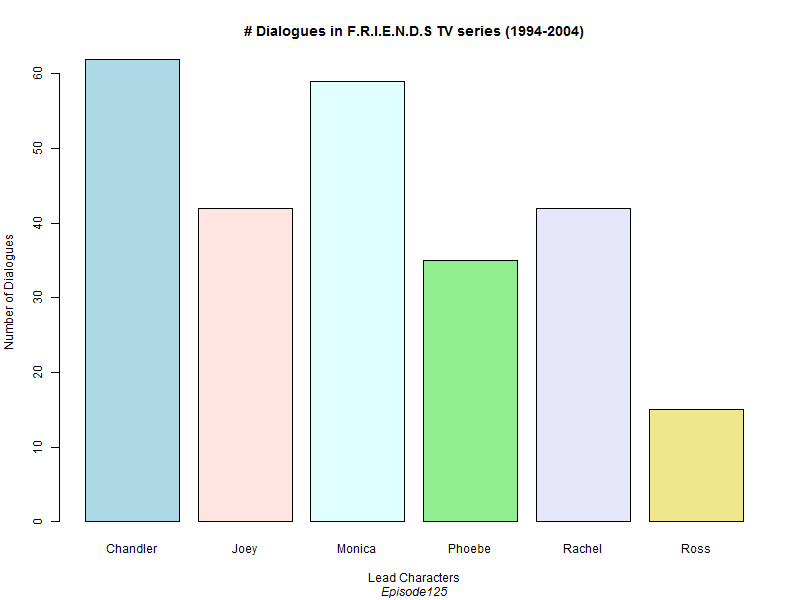 # Dialogues in F.R.I.E.N.D.S TV series (1994-2004)
Number of Dialogues
60
50
40
30
20
10
0
Chandler Joey Monica Phoebe Rachel Ross
Lead Characters
Episode125